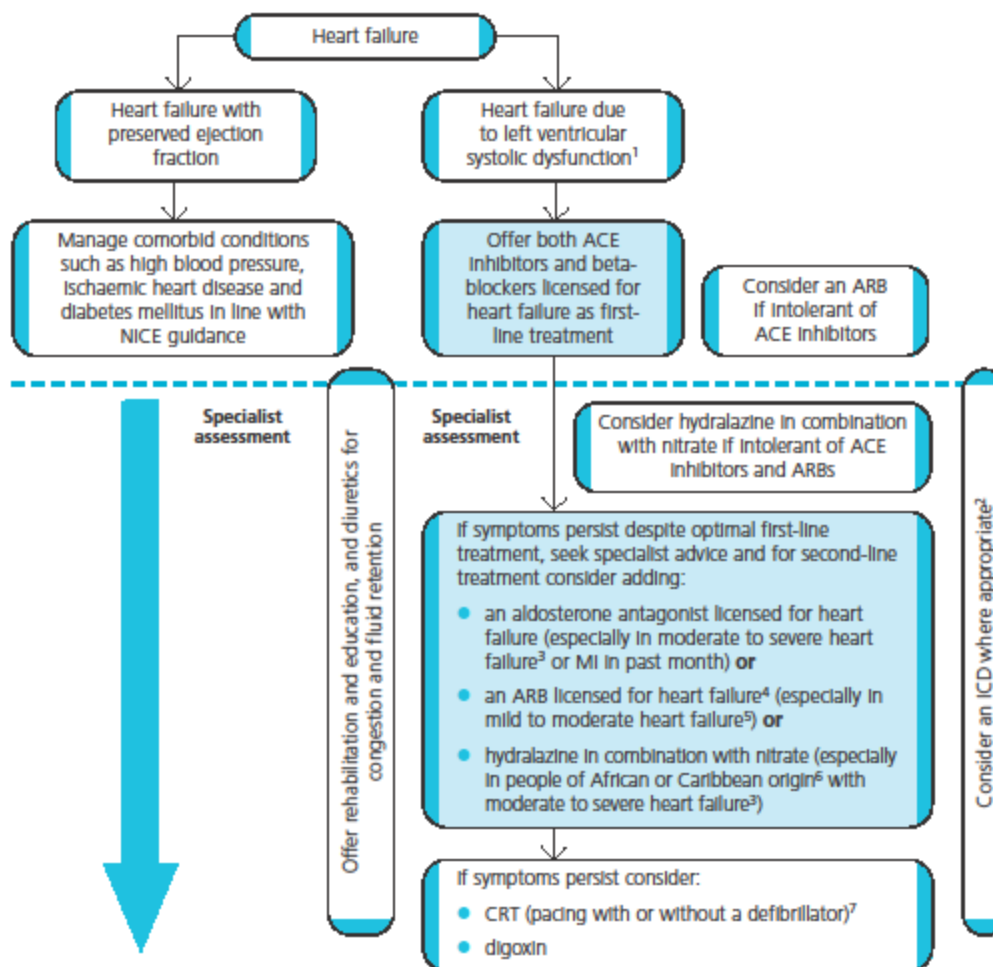 Heart failure
Heart failure with
preserved ejection
fraction
Heart failure due
to left ventricular
systolic dysfunction¹
Manage comorbid conditions
such as high blood pressure,
ischaemic heart disease and
diabetes mellitus in line with
NICE guidance
Offer both ACE
inhibitors and beta-
blockers licensed for
heart failure as first-
line treatment
Consider an ARB
if intolerant of
ACE inhibitors
Specialist
assessment
Offer rehabilitation and education, and diuretics for
congestion and fluid retention
Specialist
assessment
Consider hydralazine in combination
with nitrate if intolerant of ACE
inhibitors and ARBs
If symptoms persist despite optimal first-line
treatment, seek specialist advice and for second-line
treatment consider adding:
● an aldosterone antagonist licensed for heart
failure (especially in moderate to severe heart
failure³ or MI in past month) or
● an ARB licensed for heart failure⁴ (especially in
mild to moderate heart failure⁵) or
● hydralazine in combination with nitrate (especially
in people of African or Caribbean origin⁶ with
moderate to severe heart failure³)
Consider an ICD where appropriate²
If symptoms persist consider:
● CRT (pacing with or without a defibrillator)⁷
● digoxin